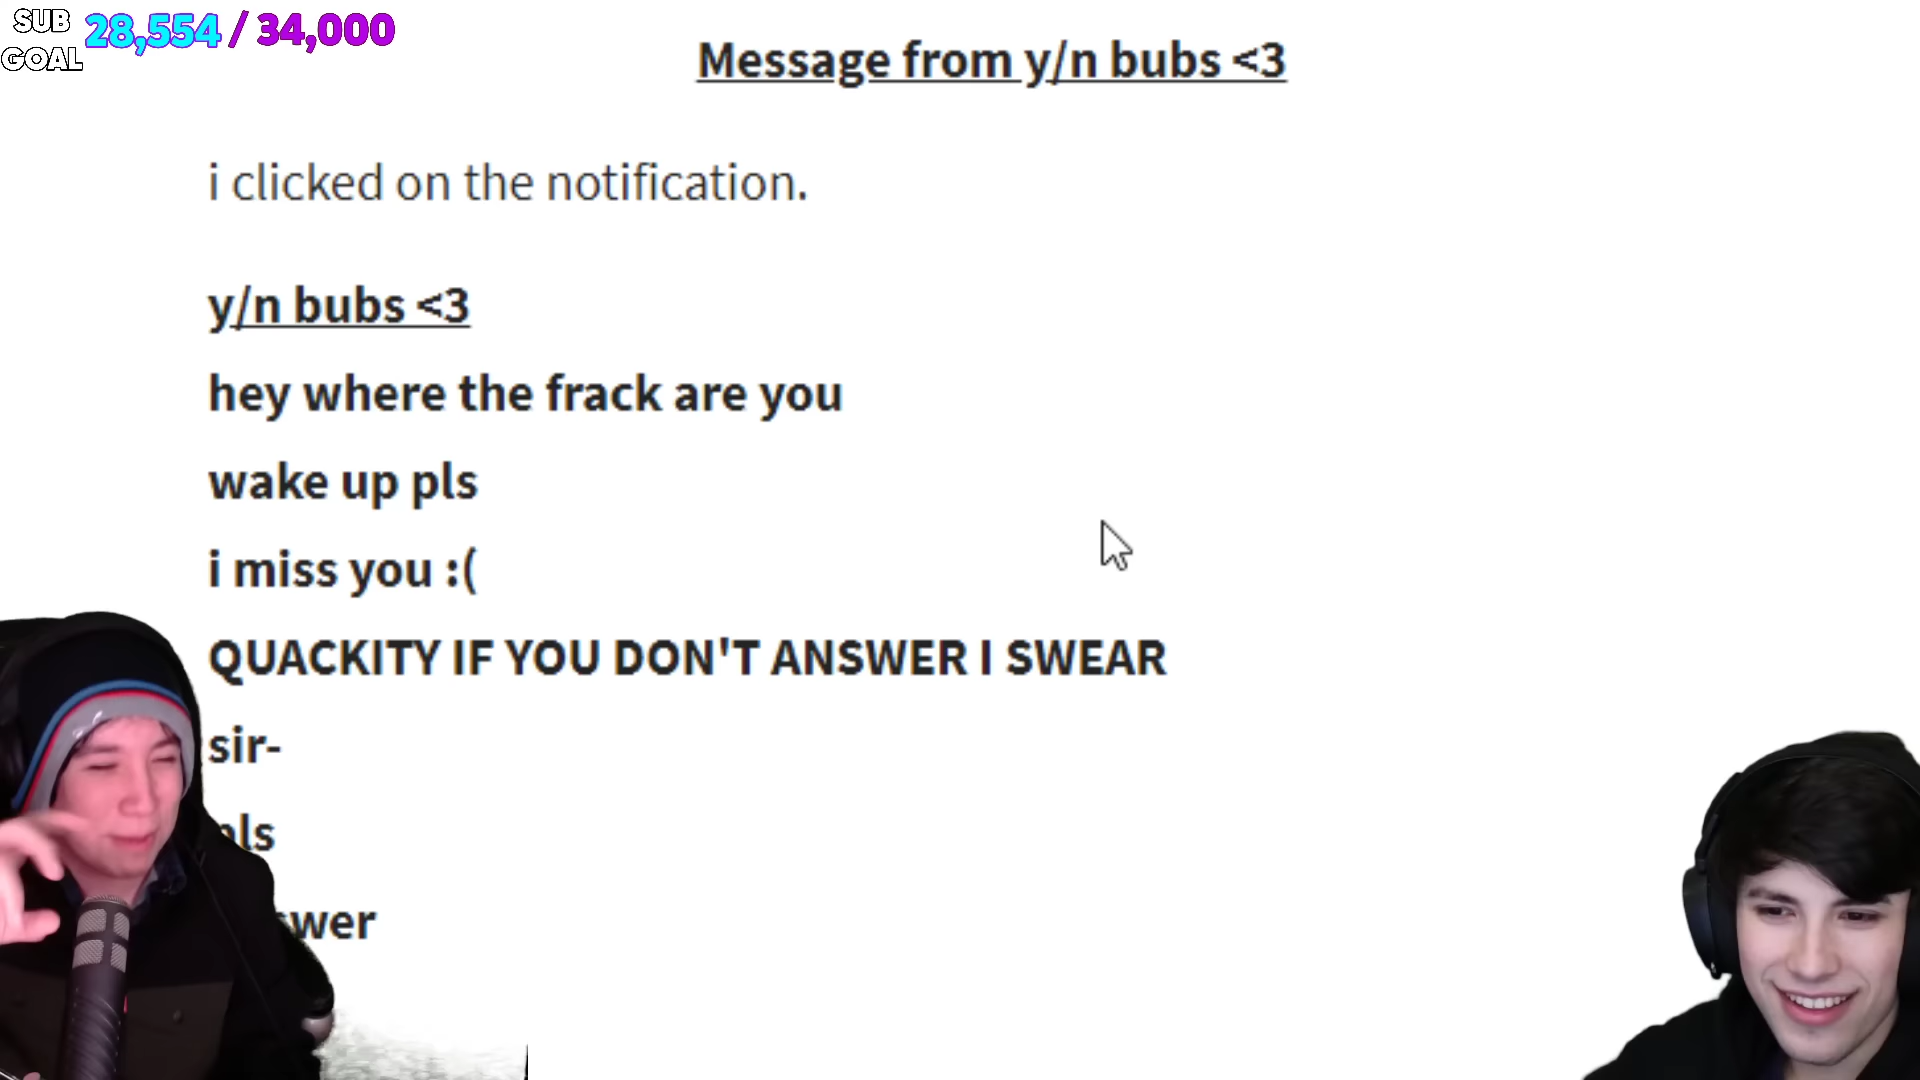 SUB
GOAL
28,554 / 34,000
Message from y/n bubs <3
i clicked on the notification.
y/n bubs <3
hey where the frack are you
wake up pls
i miss you :(
QUACKITY IF YOU DON'T ANSWER I SWEAR
sir-
pls